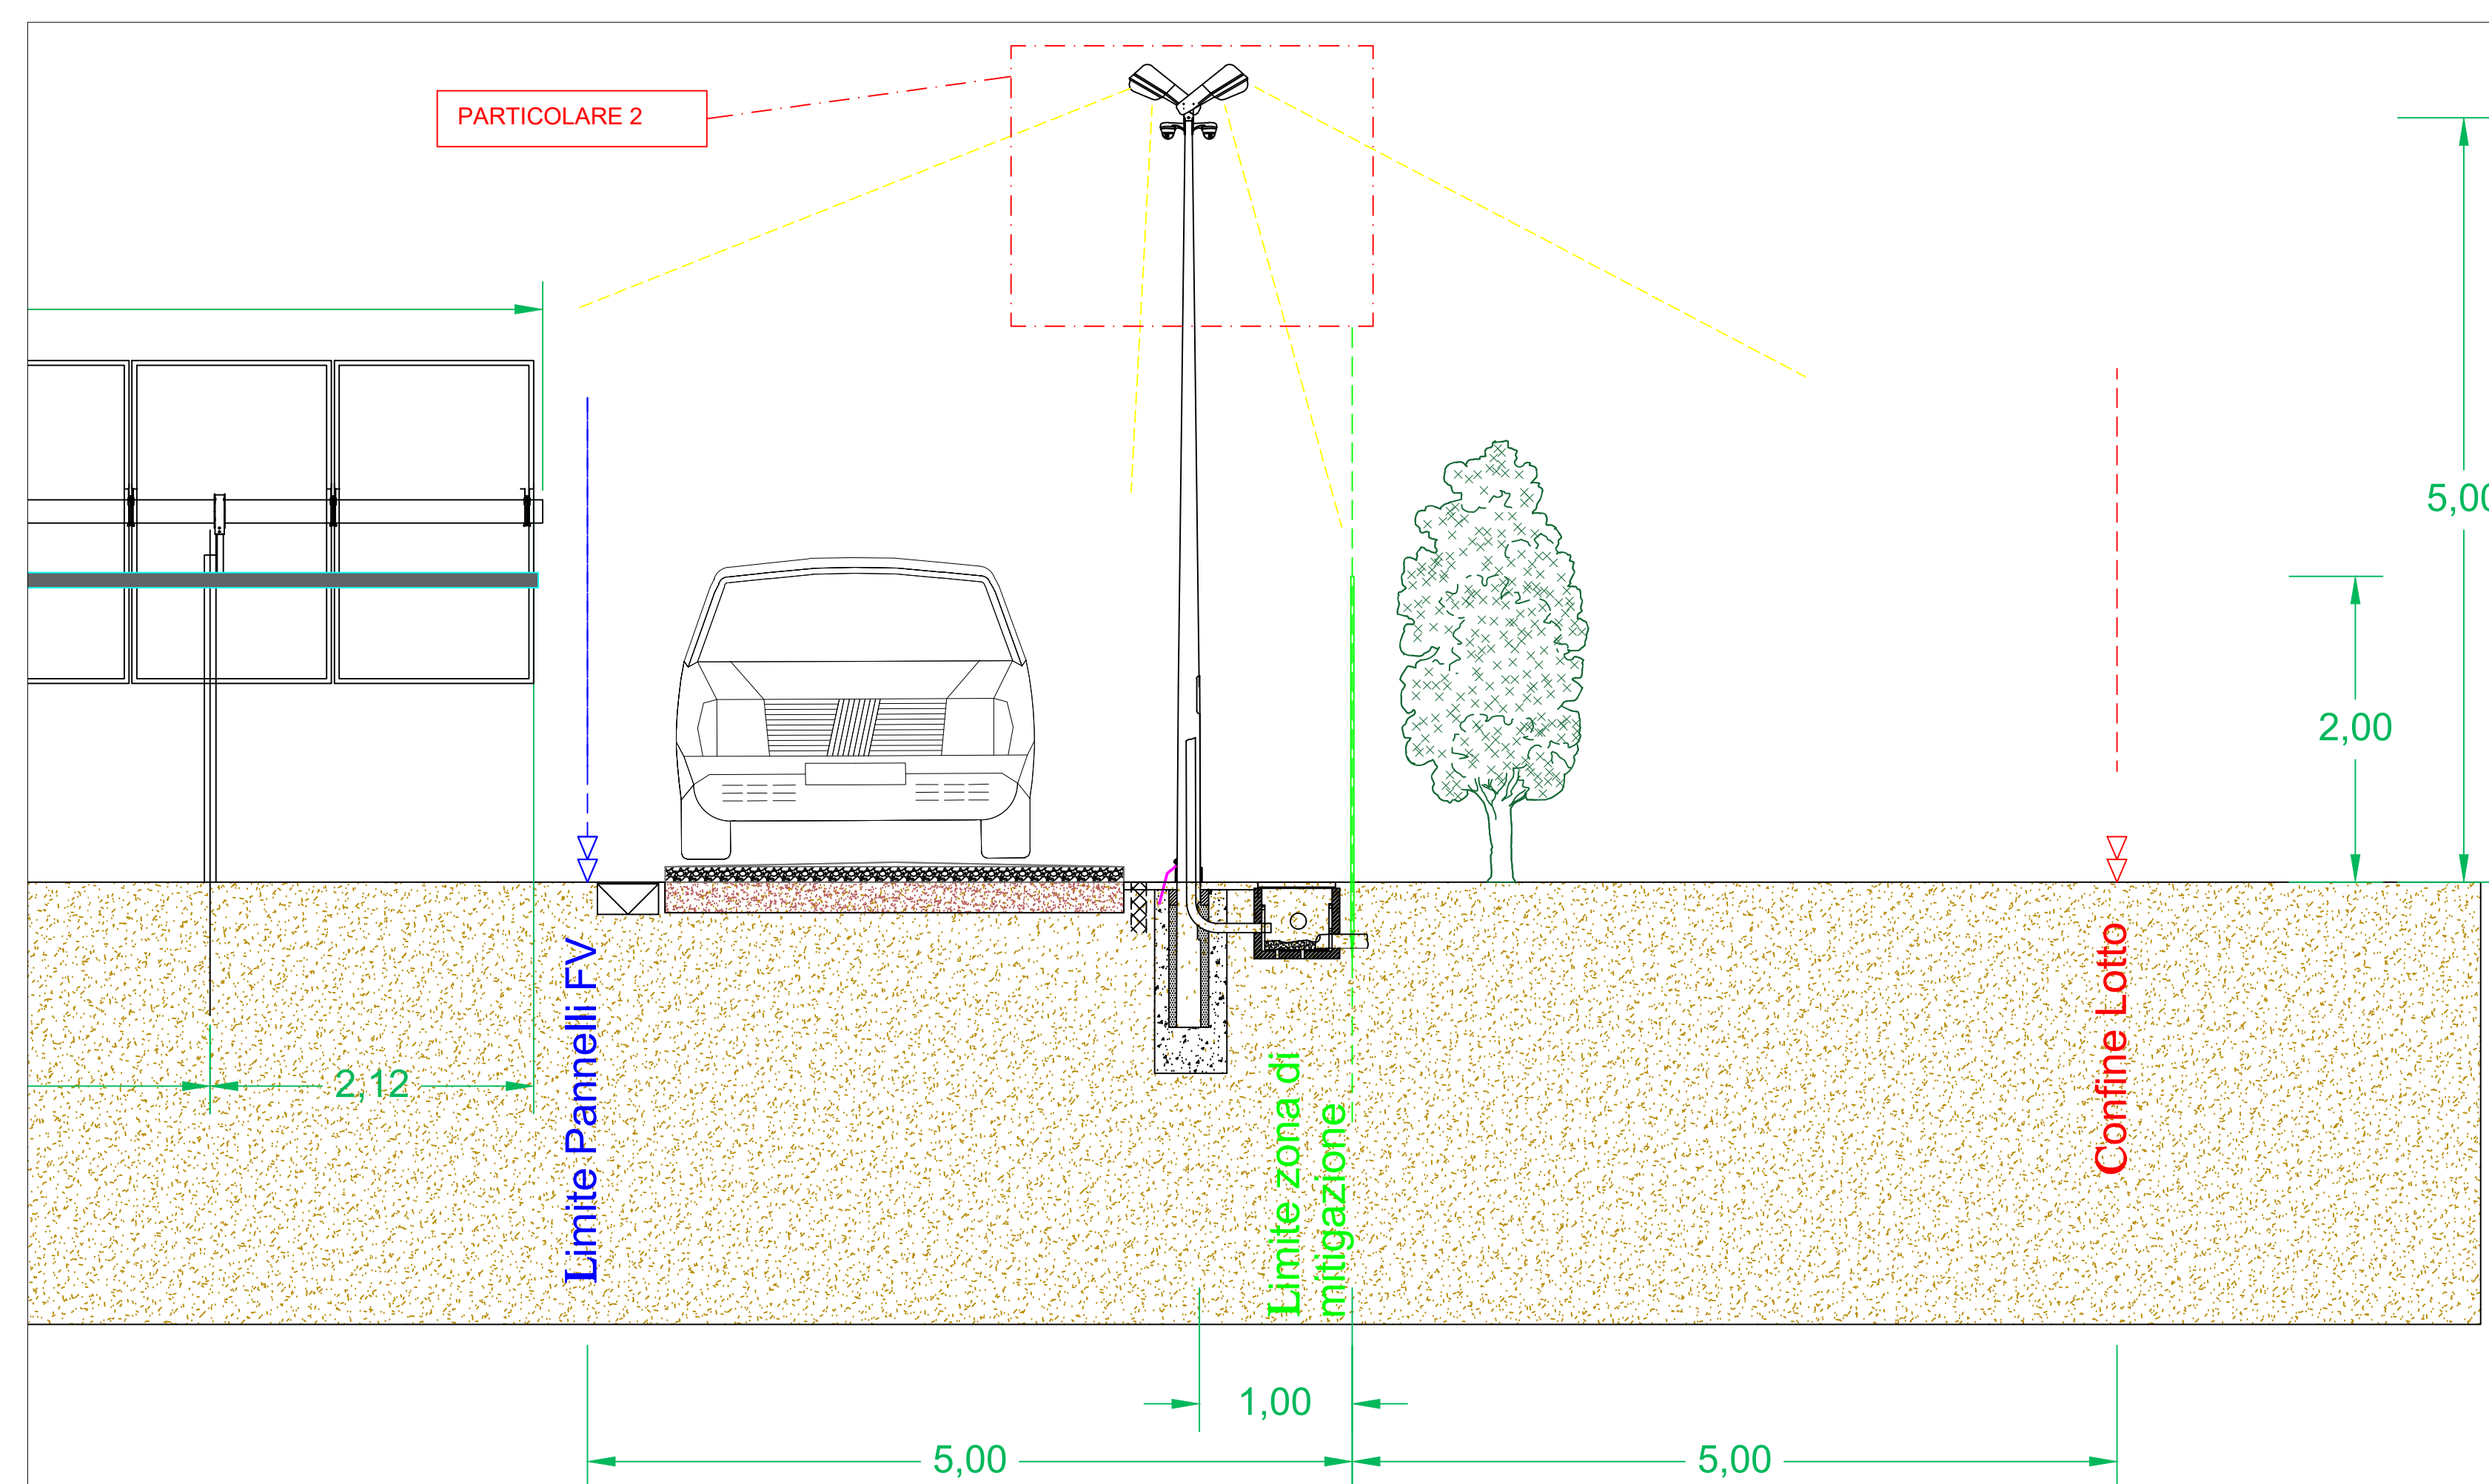 PARTICOLARE 2
5,00
2,00
2,12
Limite Pannelli FV
Limite zona di
mitigazione
Confine Lotto
1,00
5,00
5,00